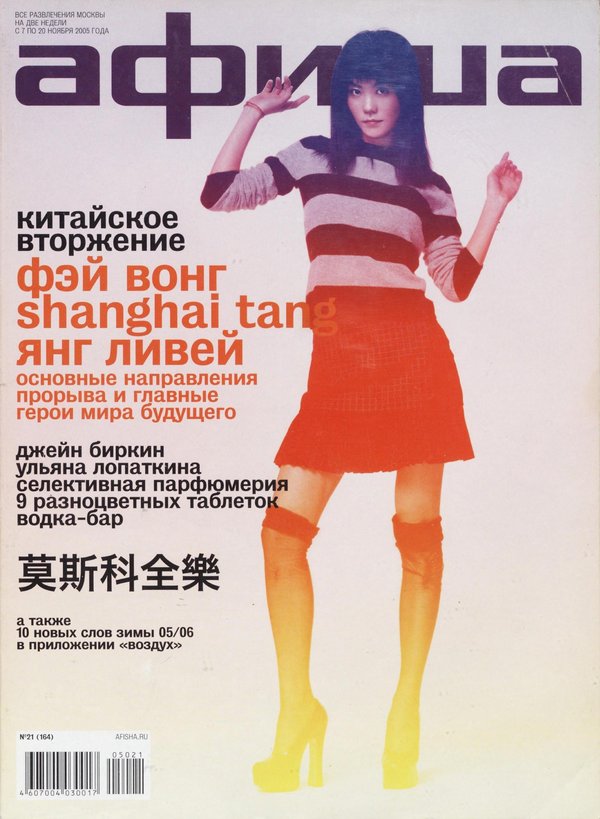 ВСЕ РАЗВЛЕЧЕНИЯ МОСКВЫ
НА ДВЕ НЕДЕЛИ
С 7 ПО 20 НОЯБРЯ 2005 ГОДА
афиша
китайское
вторжение
фэй вонг
shanghai tang
янг ливей
основные направления
прорыва и главные
герои мира будущего
джейн биркин
ульяна лопаткина
селективная парфюмерия
9 разноцветных таблеток
водка-бар
莫斯科全樂
а также
10 новых слов зимы 05/06
в приложении «воздух»
№21 (164)
AFISHA.RU
05021
4 607004 030017